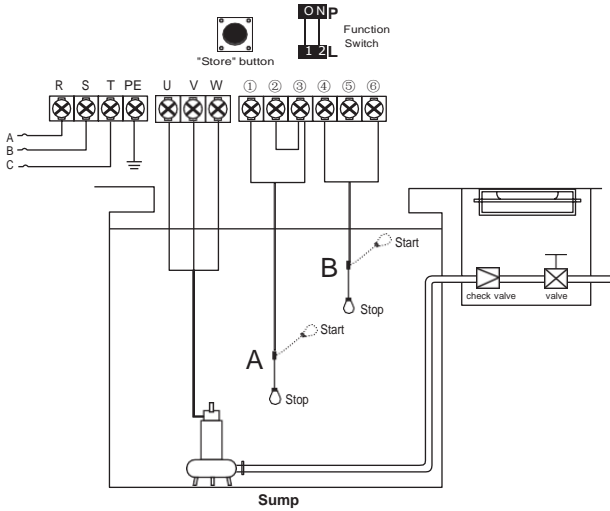 ON P
Function
Switch
1 2 L
"Store" button
R S T PE U V W ① ② ③ ④ ⑤ ⑥
A
B
C
B
Start
Stop
check valve
valve
A
Start
Stop
Sump